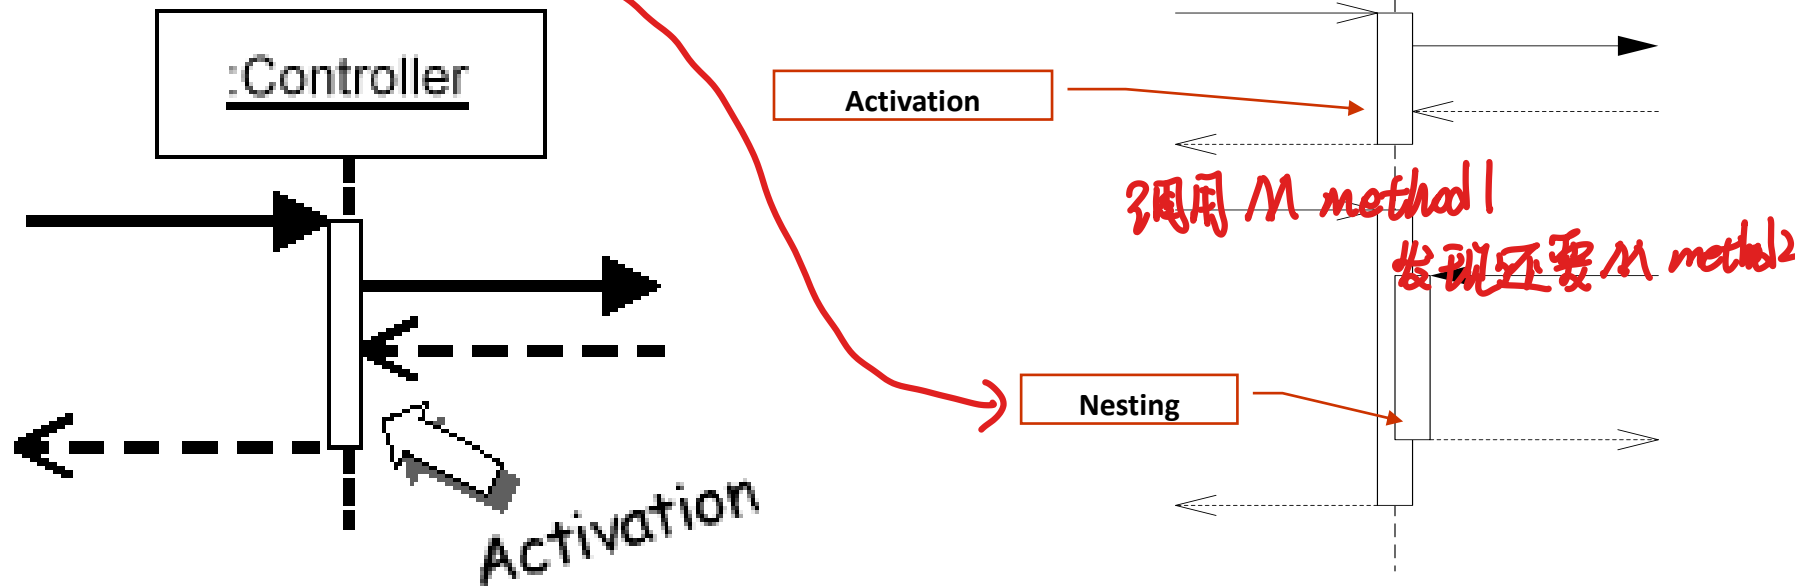 :Controller
Activation
Activation
调用 M method1
发现还要 M method2
Nesting